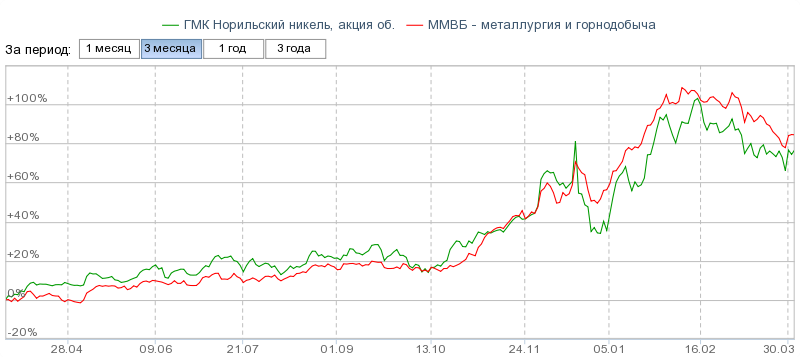 ГМК Норильский никель, акция об. ММВБ - металлургия и горнодобыча
За период: 1 месяц 3 месяца 1 год 3 года
+100%
+80%
+60%
+40%
+20%
0%
-20%
28.04 09.06 21.07 01.09 13.10 24.11 05.01 16.02 30.03